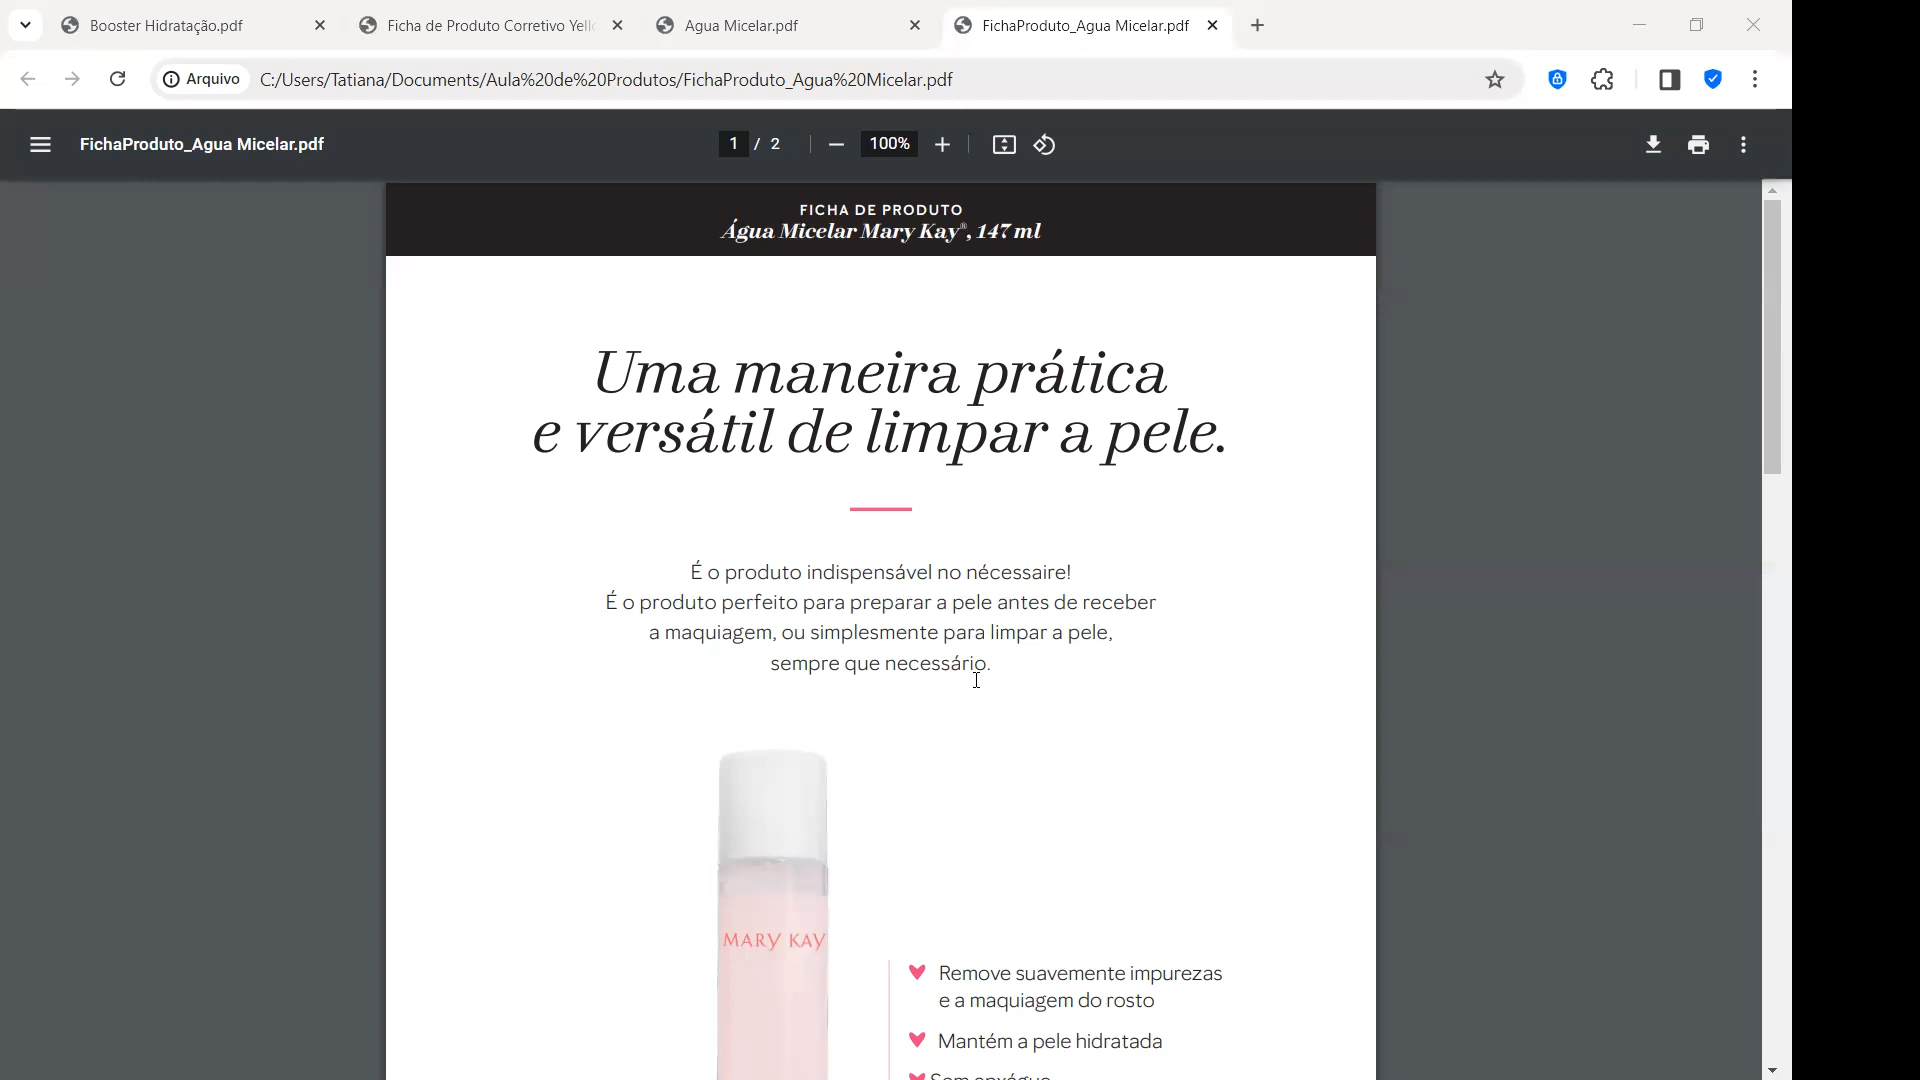 Booster Hidratação.pdf
Ficha de Produto Corretivo Yell
Agua Micelar.pdf
FichaProduto_Agua Micelar.pdf
Arquivo
C:/Users/Tatiana/Documents/Aula%20de%20Produtos/FichaProduto_Agua%20Micelar.pdf
FichaProduto_Agua Micelar.pdf
1 / 2
100%
FICHA DE PRODUTO
Água Micelar Mary Kay®, 147 ml
Uma maneira prática
e versátil de limpar a pele.
É o produto indispensável no nécessaire!
É o produto perfeito para preparar a pele antes de receber
a maquiagem, ou simplesmente para limpar a pele,
sempre que necessário.
MARY KAY
Remove suavemente impurezas
e a maquiagem do rosto
Mantém a pele hidratada
Sem enxágue